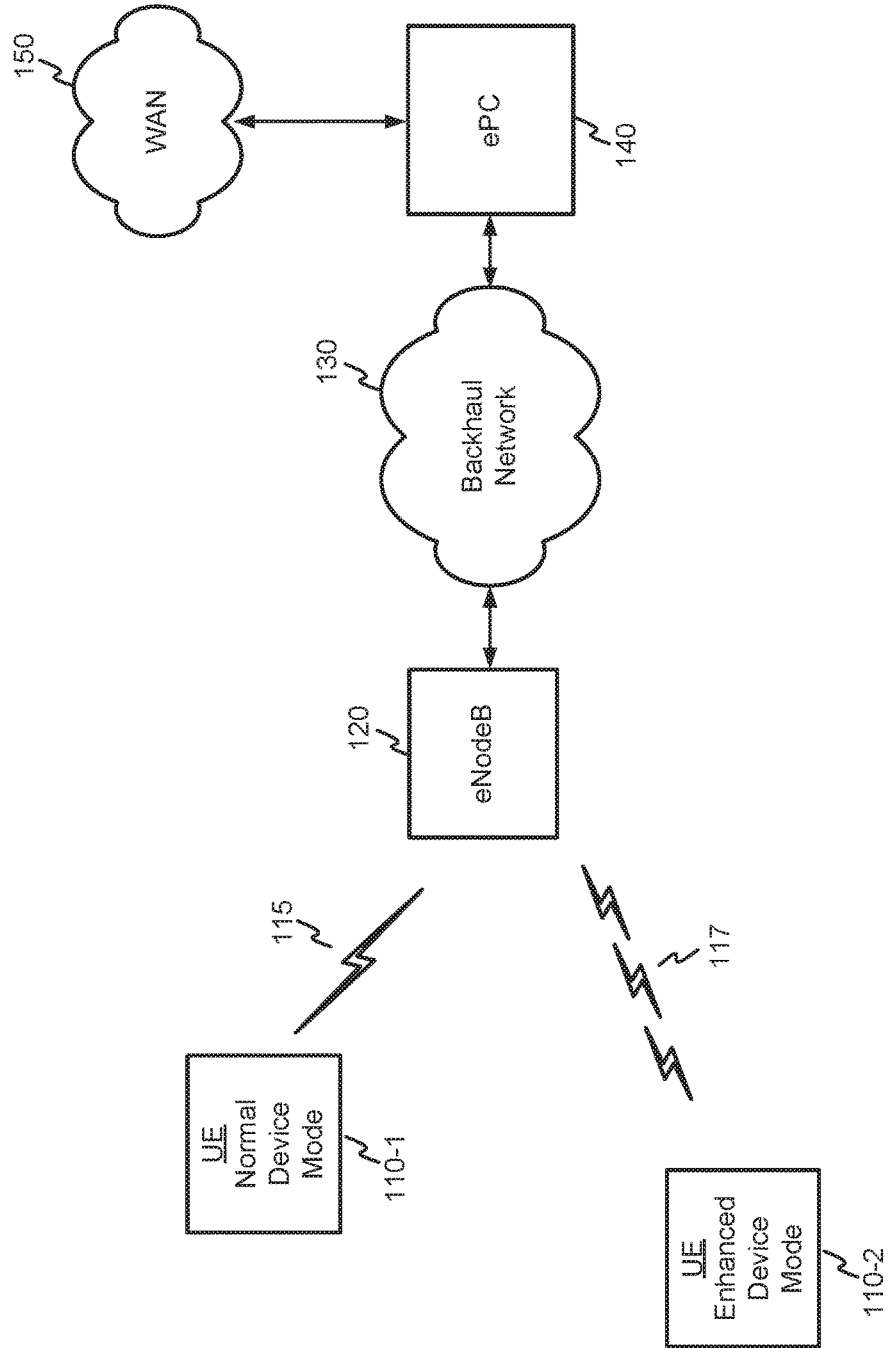 UE
Normal
Device
Mode
110-1
115
UE
Enhanced
Device
Mode
110-2
117
eNodeB
120
Backhaul
Network
130
ePC
140
WAN
150